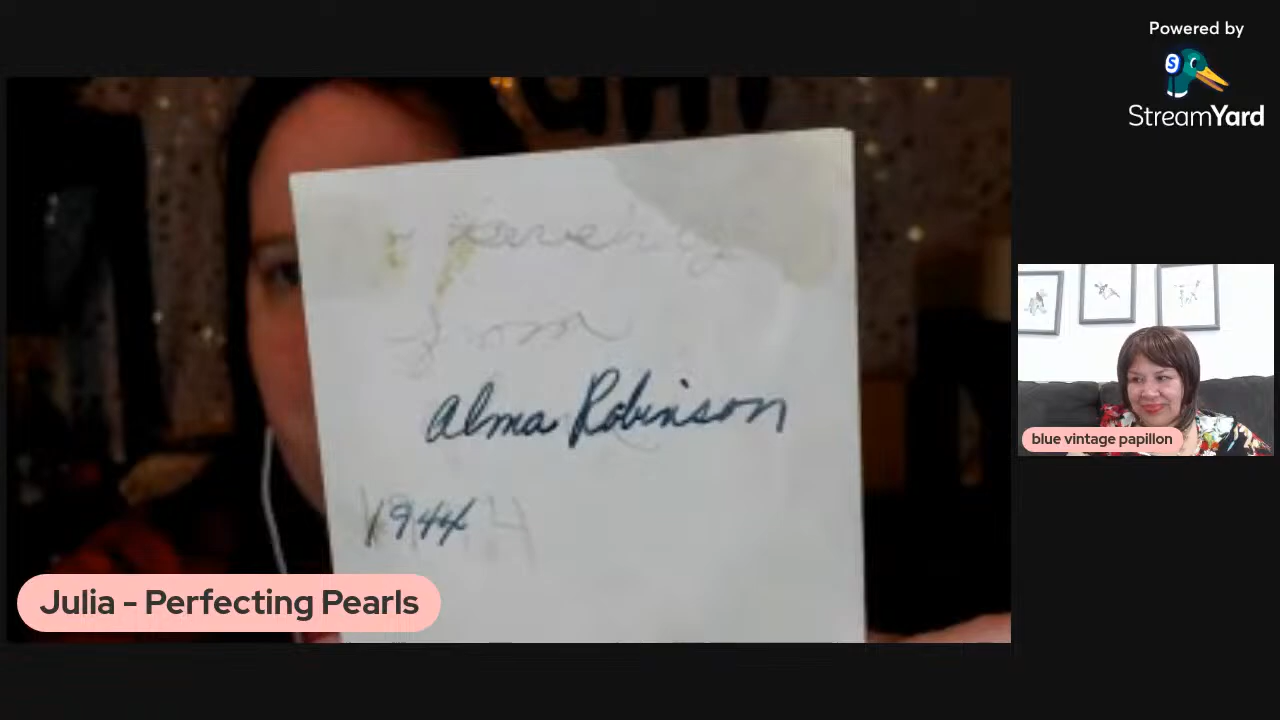 Powered by
StreamYard
from
Alma Robinson
1944
Julia - Perfecting Pearls
blue vintage papillon